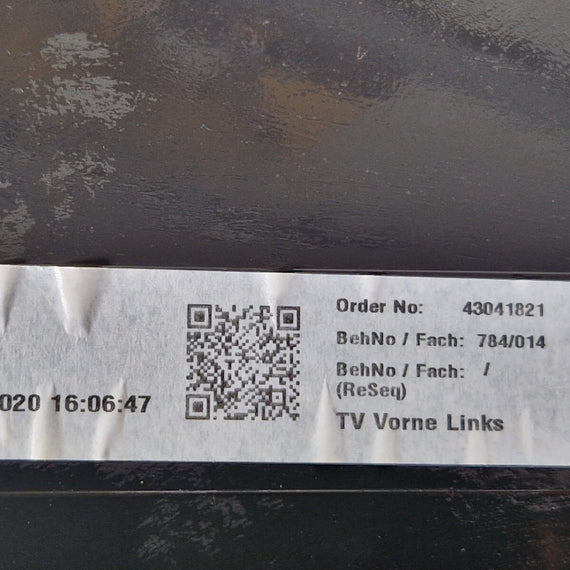 020 16:06:47
Order No: 43041821
BehNo / Fach: 784/014
BehNo / Fach: /
(ReSeq)
TV Vorne Links